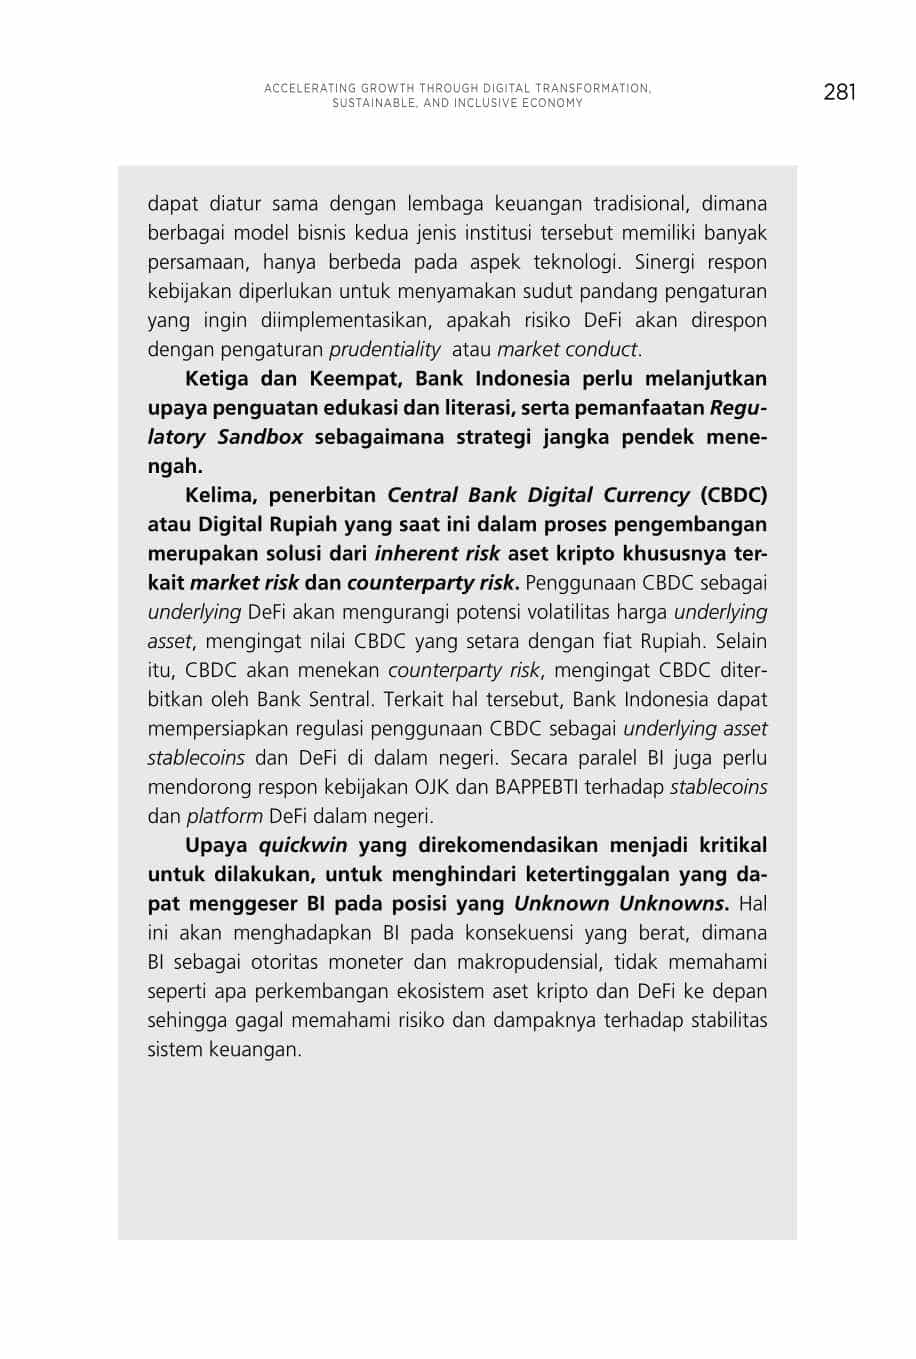 ACCELERATING GROWTH THROUGH DIGITAL TRANSFORMATION,
SUSTAINABLE, AND INCLUSIVE ECONOMY
281
dapat diatur sama dengan lembaga keuangan tradisional, dimana
berbagai model bisnis kedua jenis institusi tersebut memiliki banyak
persamaan, hanya berbeda pada aspek teknologi. Sinergi respon
kebijakan diperlukan untuk menyamakan sudut pandang pengaturan
yang ingin diimplementasikan, apakah risiko DeFi akan direspon
dengan pengaturan prudentiality atau market conduct.
Ketiga dan Keempat, Bank Indonesia perlu melanjutkan
upaya penguatan edukasi dan literasi, serta pemanfaatan Regu-
latory Sandbox sebagaimana strategi jangka pendek mene-
ngah.
Kelima, penerbitan Central Bank Digital Currency (CBDC)
atau Digital Rupiah yang saat ini dalam proses pengembangan
merupakan solusi dari inherent risk aset kripto khususnya ter-
kait market risk dan counterparty risk. Penggunaan CBDC sebagai
underlying DeFi akan mengurangi potensi volatilitas harga underlying
asset, mengingat nilai CBDC yang setara dengan fiat Rupiah. Selain
itu, CBDC akan menekan counterparty risk, mengingat CBDC diter-
bitkan oleh Bank Sentral. Terkait hal tersebut, Bank Indonesia dapat
mempersiapkan regulasi penggunaan CBDC sebagai underlying asset
stablecoins dan DeFi di dalam negeri. Secara paralel BI juga perlu
mendorong respon kebijakan OJK dan BAPPEBTI terhadap stablecoins
dan platform DeFi dalam negeri.
Upaya quickwin yang direkomendasikan menjadi kritikal
untuk dilakukan, untuk menghindari ketertinggalan yang da-
pat menggeser BI pada posisi yang Unknown Unknowns. Hal
ini akan menghadapkan BI pada konsekuensi yang berat, dimana
BI sebagai otoritas moneter dan makropudensial, tidak memahami
seperti apa perkembangan ekosistem aset kripto dan DeFi ke depan
sehingga gagal memahami risiko dan dampaknya terhadap stabilitas
sistem keuangan.